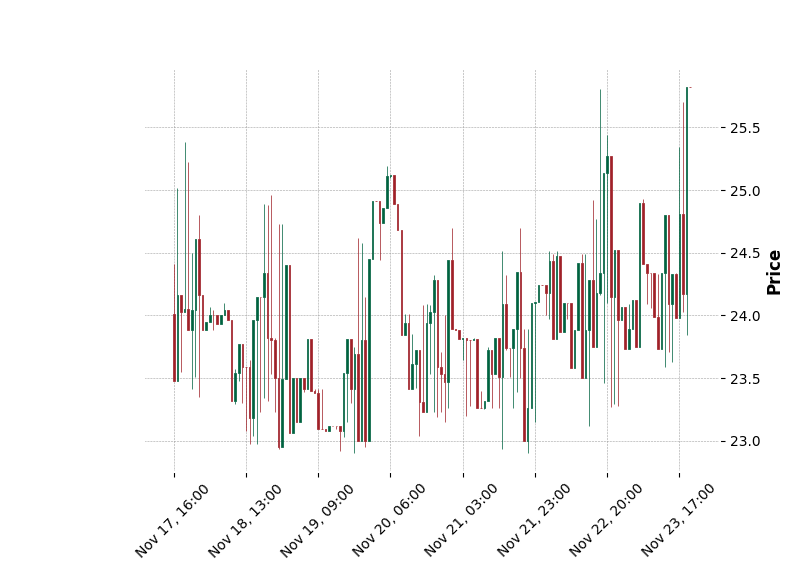 25.5
25.0
24.5
24.0
23.5
23.0
Price
Nov 17, 16:00
Nov 18, 13:00
Nov 19, 09:00
Nov 20, 06:00
Nov 21, 03:00
Nov 21, 23:00
Nov 22, 20:00
Nov 23, 17:00